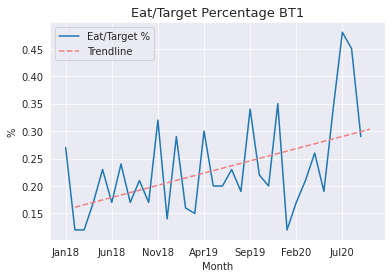 Eat/Target Percentage BT1
Eat/Target %
Trendline
0.45
0.40
0.35
0.30
0.25
0.20
0.15
%
Jan18 Jun18 Nov18 Apr19 Sep19 Feb20 Jul20
Month